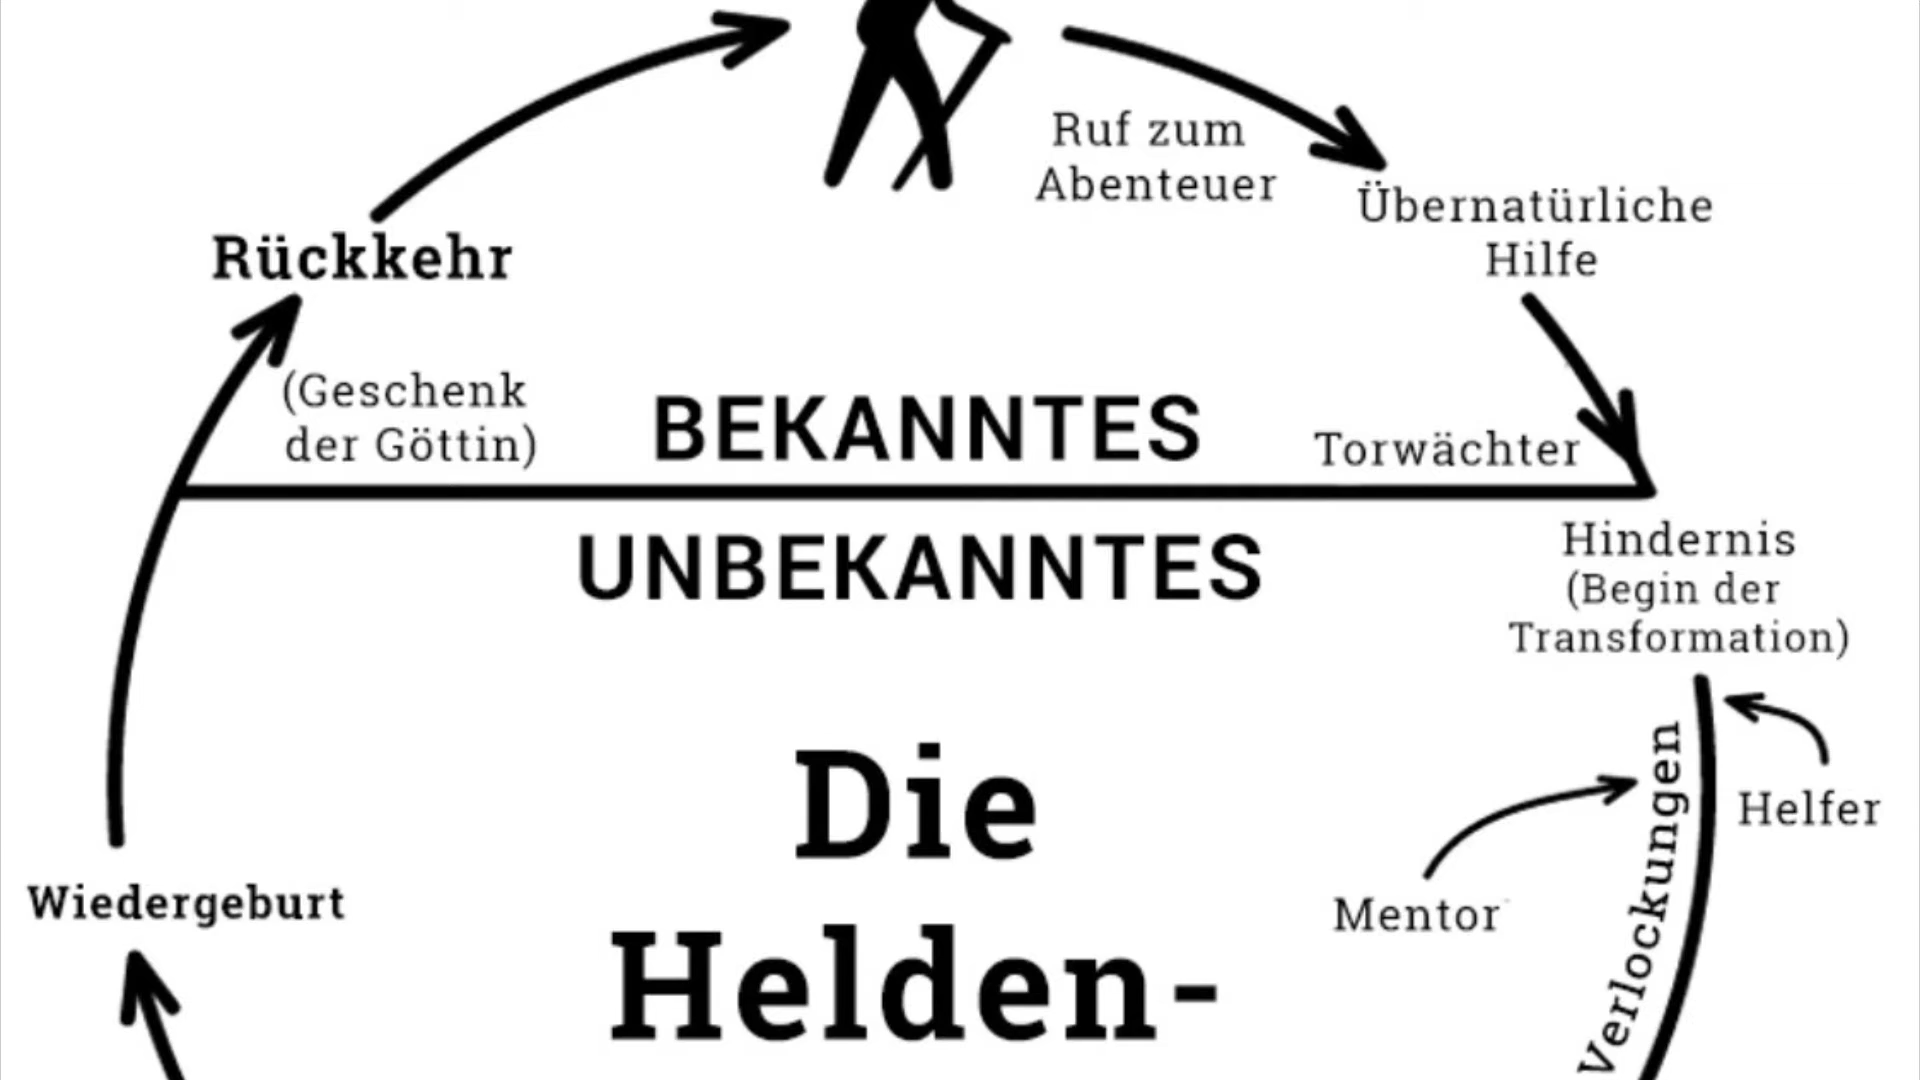 Ruf zum
Abenteuer
Übernatürliche
Hilfe
Rückkehr
(Geschenk
der Göttin)
BEKANNTES
Torwächter
UNBEKANNTES
Hindernis
(Begin der
Transformation)
Verlockungen
Helfer
Mentor
Die
Helden-
Wiedergeburt